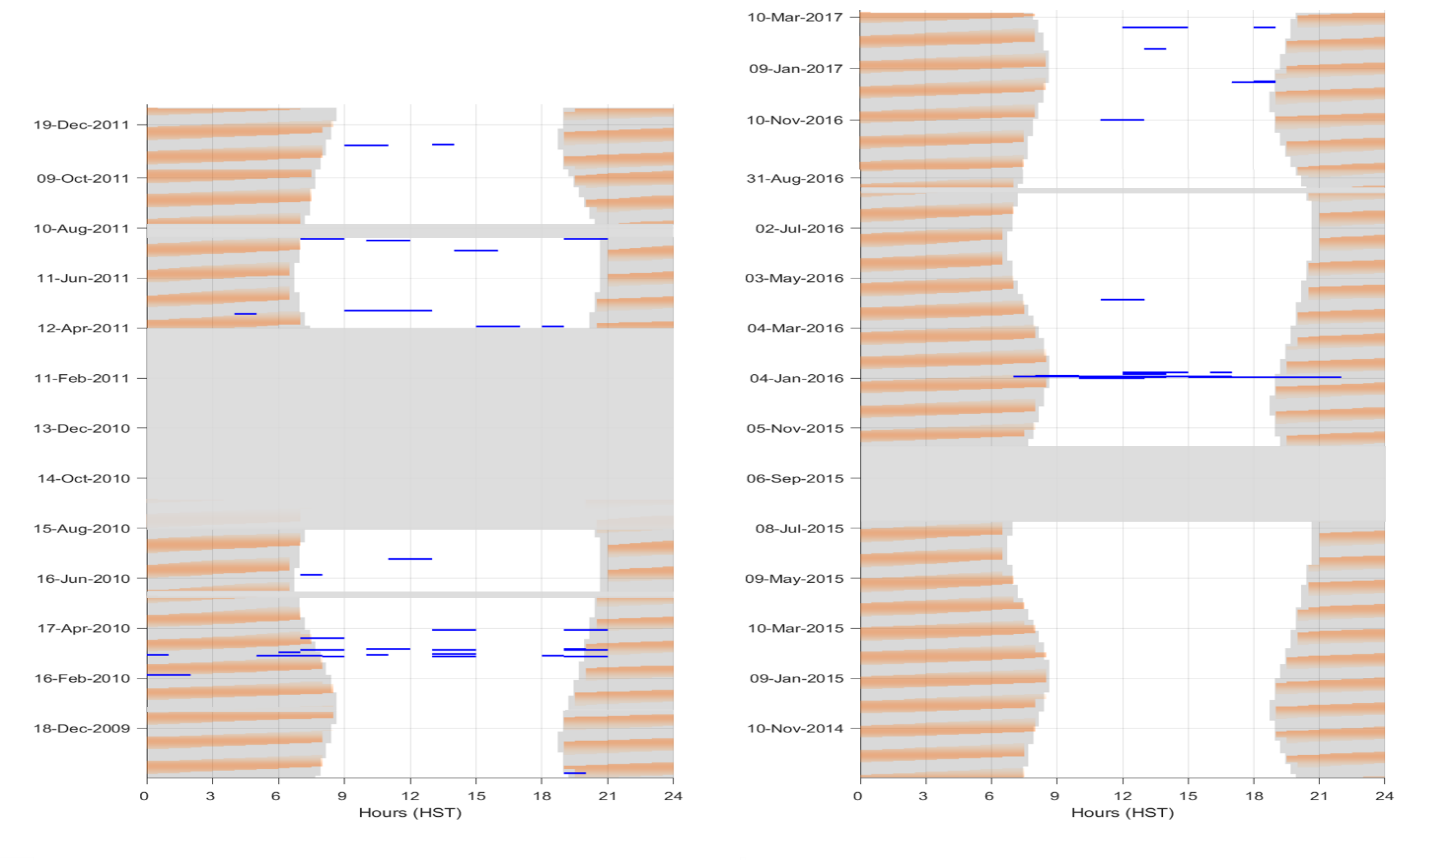 19-Dec-2011
09-Oct-2011
10-Aug-2011
11-Jun-2011
12-Apr-2011
11-Feb-2011
13-Dec-2010
14-Oct-2010
15-Aug-2010
16-Jun-2010
17-Apr-2010
16-Feb-2010
18-Dec-2009
0 3 6 9 12 15 18 21 24
Hours (HST)
10-Mar-2017
09-Jan-2017
10-Nov-2016
31-Aug-2016
02-Jul-2016
03-May-2016
04-Mar-2016
04-Jan-2016
05-Nov-2015
06-Sep-2015
08-Jul-2015
09-May-2015
10-Mar-2015
09-Jan-2015
10-Nov-2014
0 3 6 9 12 15 18 21 24
Hours (HST)